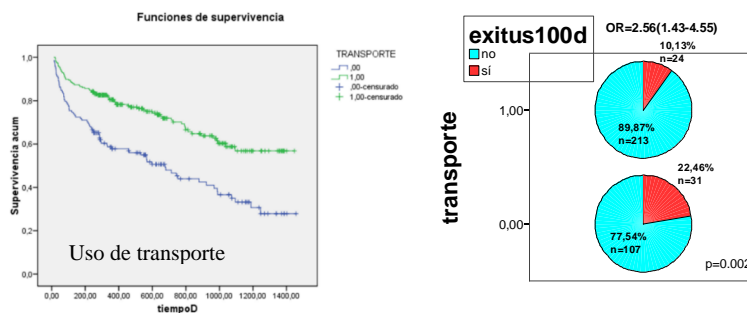 Funciones de supervivencia
TRANSPORTE
,00
1,00
,00-censurado
1,00-censurado
Supervivencia acum
1,0
0,8
0,6
0,4
0,2
0,0
Uso de transporte
0,00 200,00 400,00 600,00 800,00 1000,00 1200,00 1400,00
tiempoD
exitus100d
no
sí
OR=2.56(1.43-4.55)
10,13%
n=24
1,00
89,87%
n=213
transporte
22,46%
n=31
0,00
77,54%
n=107
p=0.002